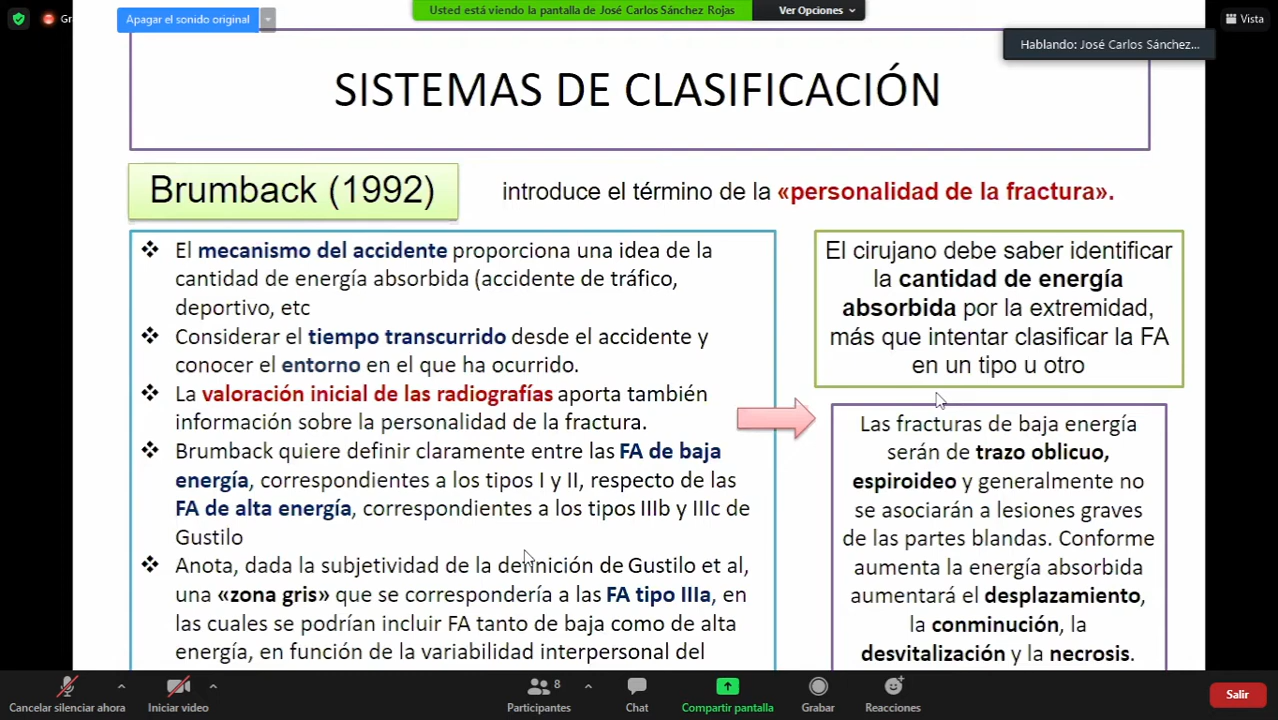 Gra
Apagar el sonido original
Usted está viendo la pantalla de José Carlos Sánchez Rojas
Ver Opciones
Vista
Hablando: José Carlos Sánchez...
SISTEMAS DE CLASIFICACIÓN
Brumback (1992)
introduce el término de la «personalidad de la fractura».
❖ El mecanismo del accidente proporciona una idea de la
cantidad de energía absorbida (accidente de tráfico,
deportivo, etc
❖ Considerar el tiempo transcurrido desde el accidente y
conocer el entorno en el que ha ocurrido.
❖ La valoración inicial de las radiografías aporta también
información sobre la personalidad de la fractura.
❖ Brumback quiere definir claramente entre las FA de baja
energía, correspondientes a los tipos I y II, respecto de las
FA de alta energía, correspondientes a los tipos IIIb y IIIc de
Gustilo
❖ Anota, dada la subjetividad de la definición de Gustilo et al,
una «zona gris» que se correspondería a las FA tipo IIIa, en
las cuales se podrían incluir FA tanto de baja como de alta
energía, en función de la variabilidad interpersonal del
El cirujano debe saber identificar
la cantidad de energía
absorbida por la extremidad,
más que intentar clasificar la FA
en un tipo u otro
Las fracturas de baja energía
serán de trazo oblicuo,
espiroideo y generalmente no
se asociarán a lesiones graves
de las partes blandas. Conforme
aumenta la energía absorbida
aumentará el desplazamiento,
la conminución, la
desvitalización y la necrosis.
Cancelar silenciar ahora
Iniciar video
8
Participantes
Chat
Compartir pantalla
Grabar
Reacciones
Salir